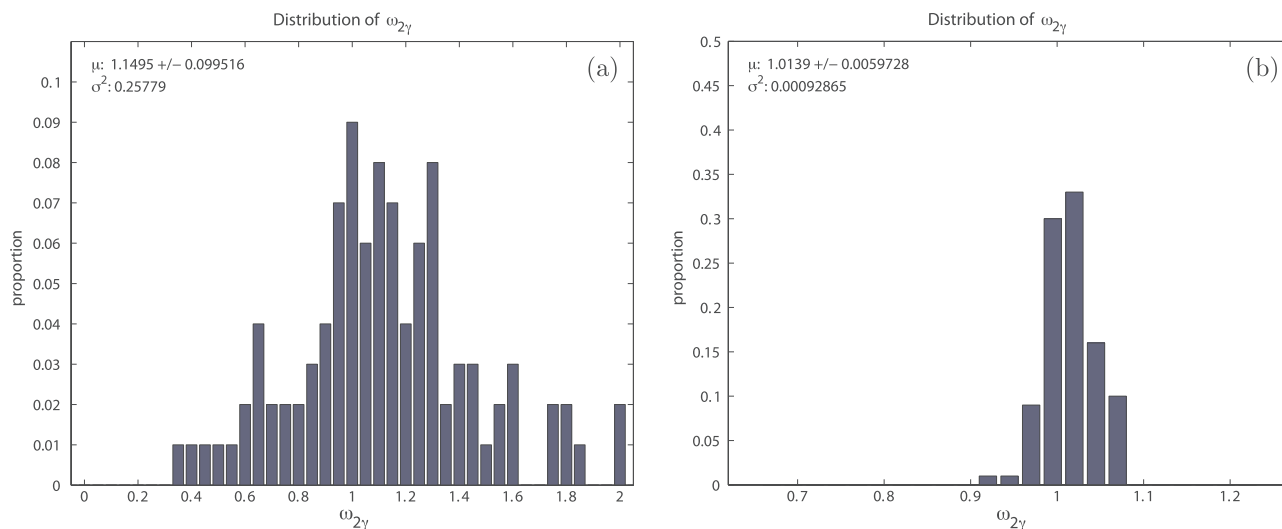 Distribution of ω2γ
(a)
μ: 1.1495 +/− 0.099516
σ2: 0.25779
0.1
0.09
0.08
0.07
0.06
0.05
0.04
0.03
0.02
0.01
0
proportion
0 0.2 0.4 0.6 0.8 1 1.2 1.4 1.6 1.8 2
ω2γ
Distribution of ω2γ
(b)
μ: 1.0139 +/− 0.0059728
σ2: 0.00092865
0.5
0.45
0.4
0.35
0.3
0.25
0.2
0.15
0.1
0.05
0
proportion
0.7 0.8 0.9 1 1.1 1.2
ω2γ